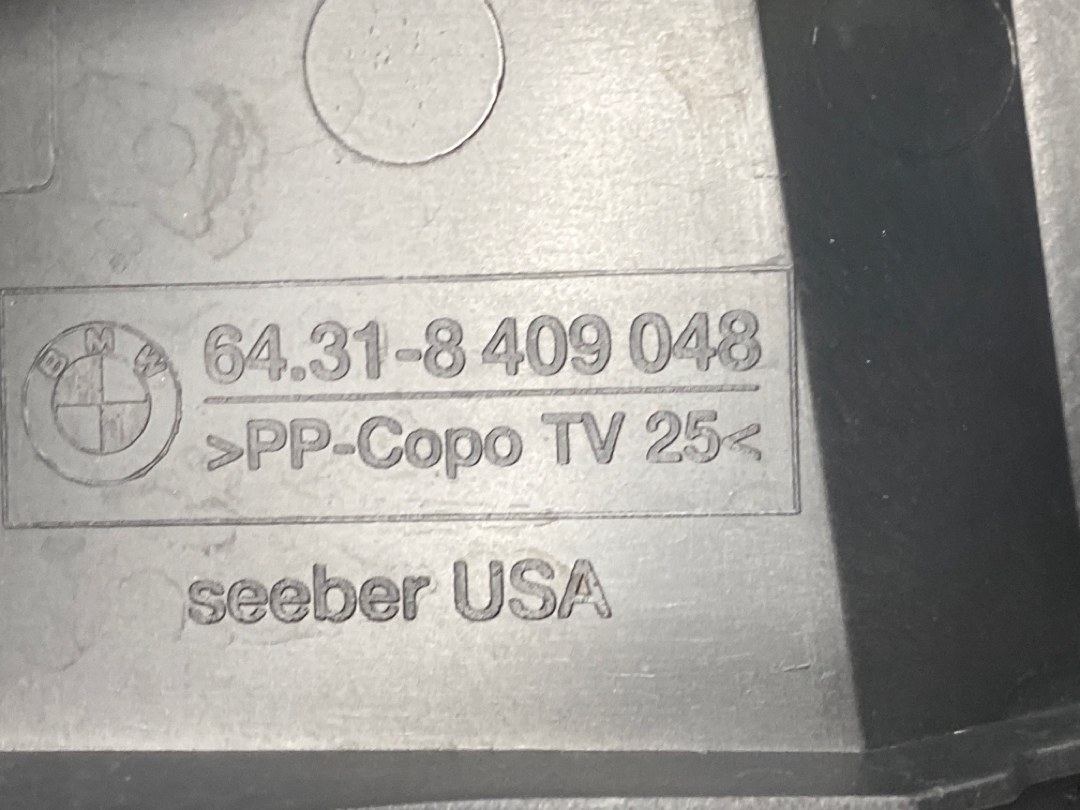 BMW
64.31-8 409 048
>PP-Copo TV 25<
seeber USA